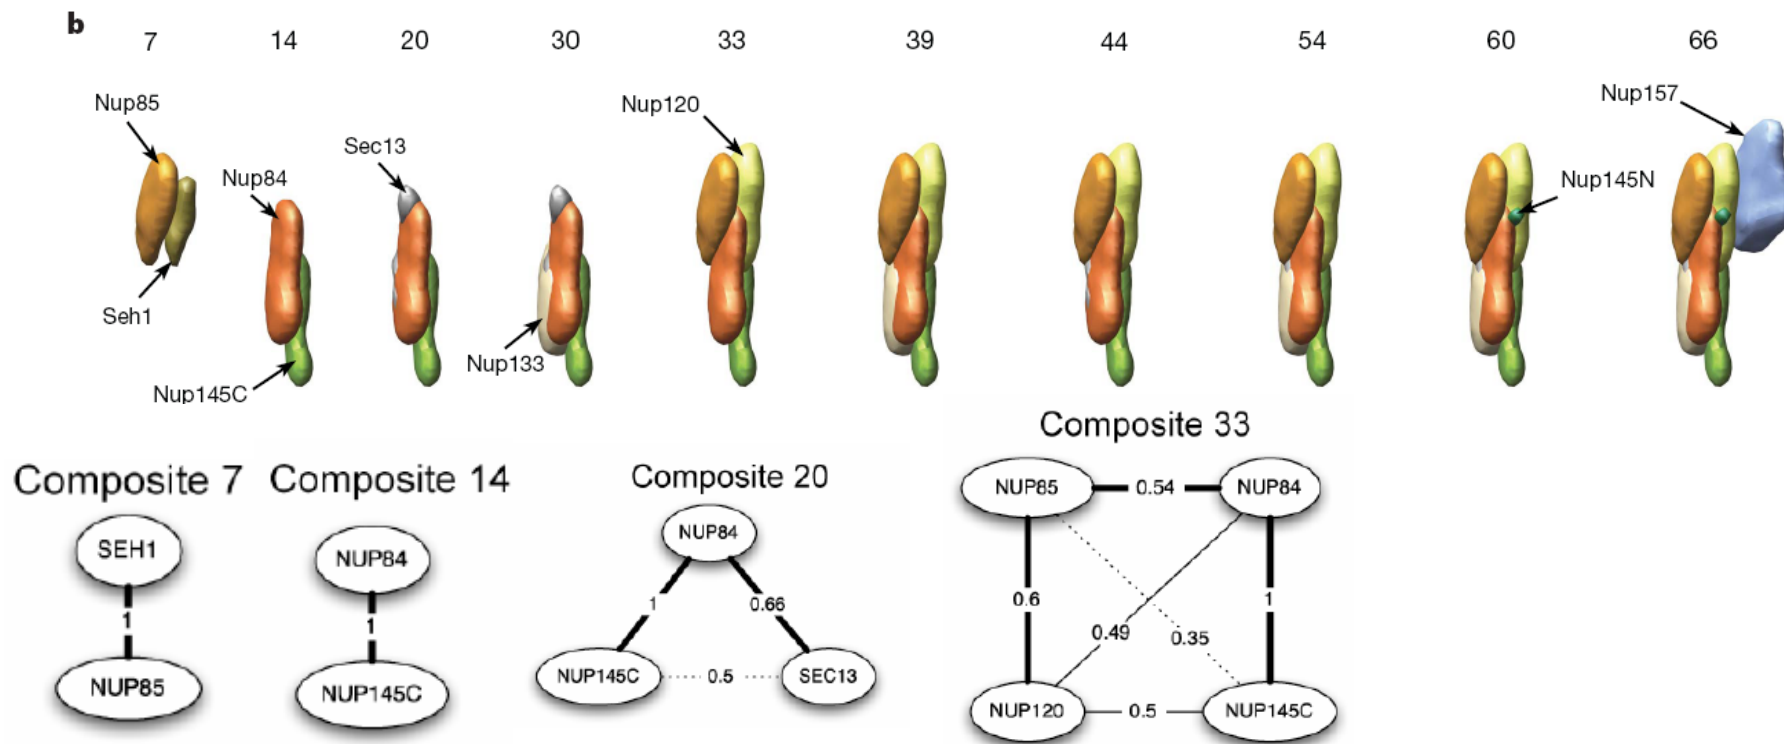 b
7 14 20 30 33 39 44 54 60 66
Nup85
Nup84
Sec13
Nup120
Nup157
Nup145N
Seh1
Nup133
Nup145C
Composite 7
SEH1
1
NUP85
Composite 14
NUP84
1
NUP145C
Composite 20
NUP84
1 0.66
NUP145C 0.5 SEC13
Composite 33
NUP85 0.54 NUP84
0.6 1
0.49 0.35
NUP120 0.5 NUP145C